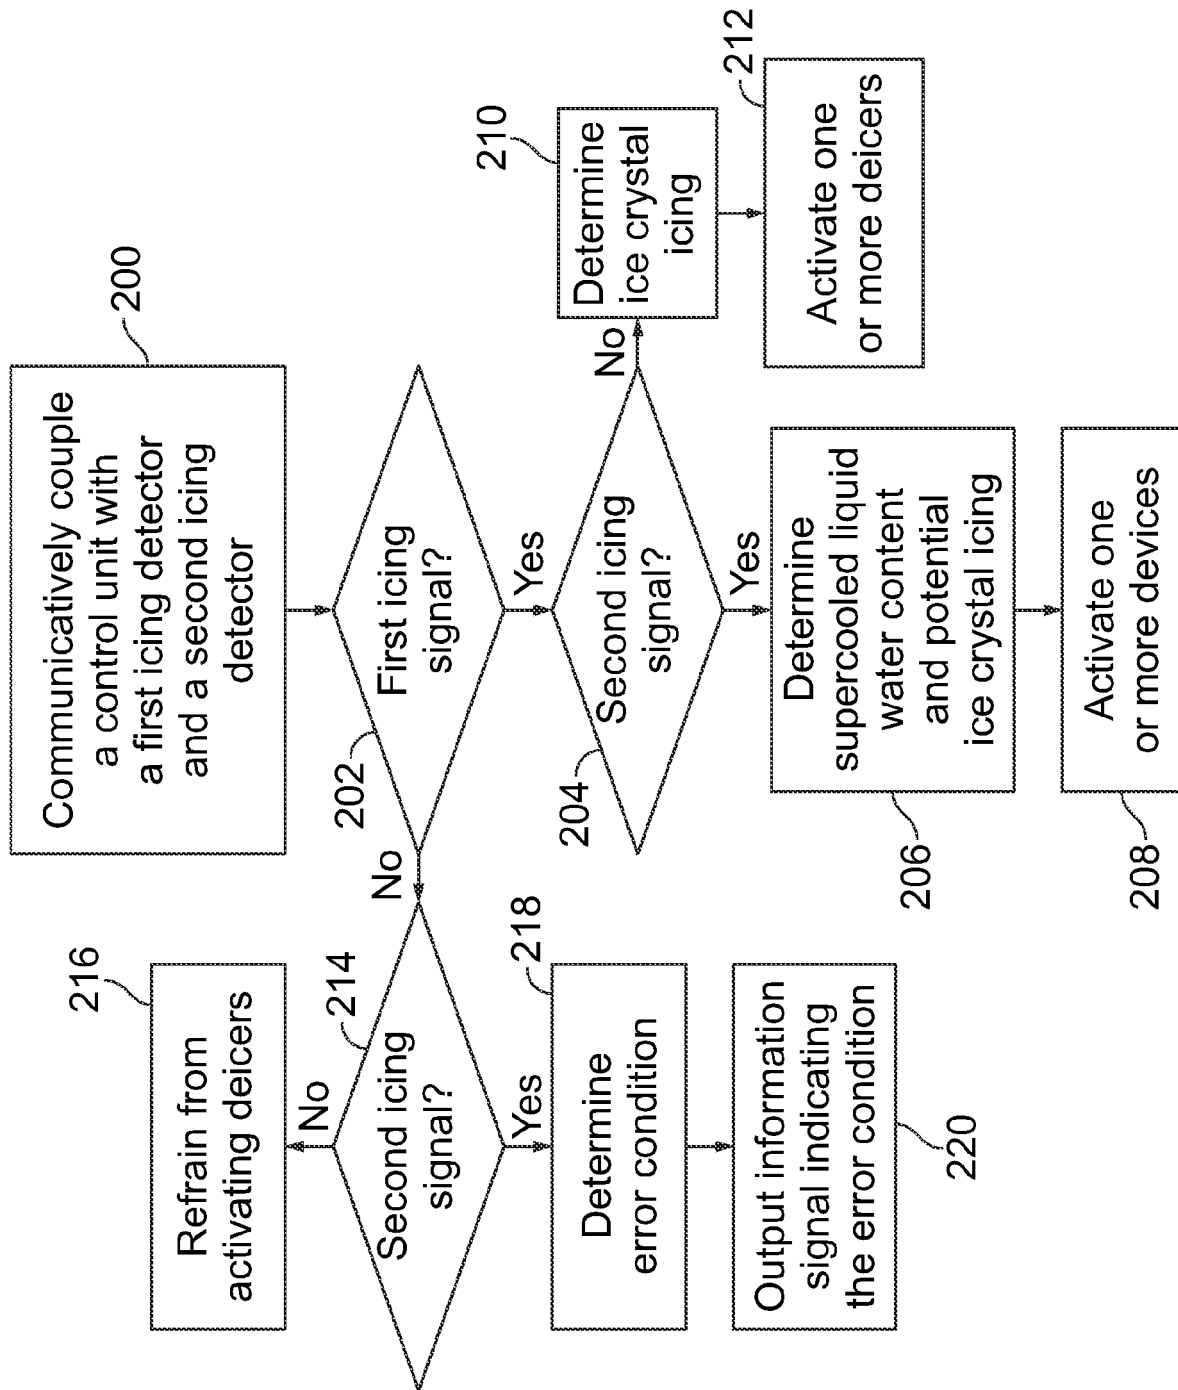 200
Communicatively couple
a control unit with
a first icing detector
and a second icing
detector
202
First icing
signal?
No
Yes
204
Second icing
signal?
No
Yes
206
Determine
supercooled liquid
water content
and potential
ice crystal icing
208
Activate one
or more devices
210
Determine
ice crystal
icing
212
Activate one
or more deicers
214
Second icing
signal?
No
Yes
216
Refrain from
activating deicers
218
Determine
error condition
220
Output information
signal indicating
the error condition